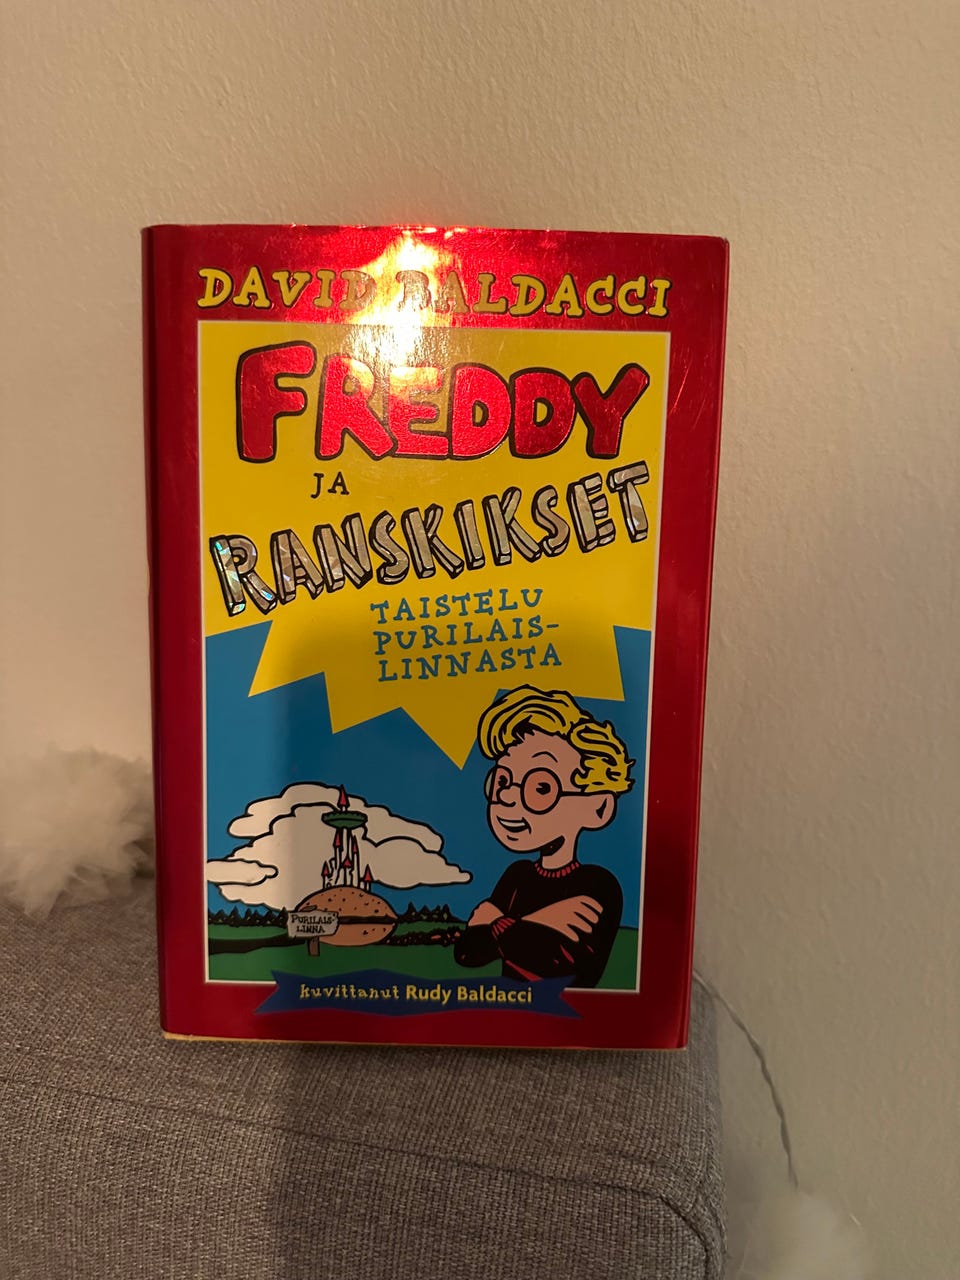 DAVID BALDACCI
FREDDY
JA
RANSKIKSET
TAISTELU
PURILAIS-
LINNASTA
PURILAIS-
LINNA
kuvittanut Rudy Baldacci